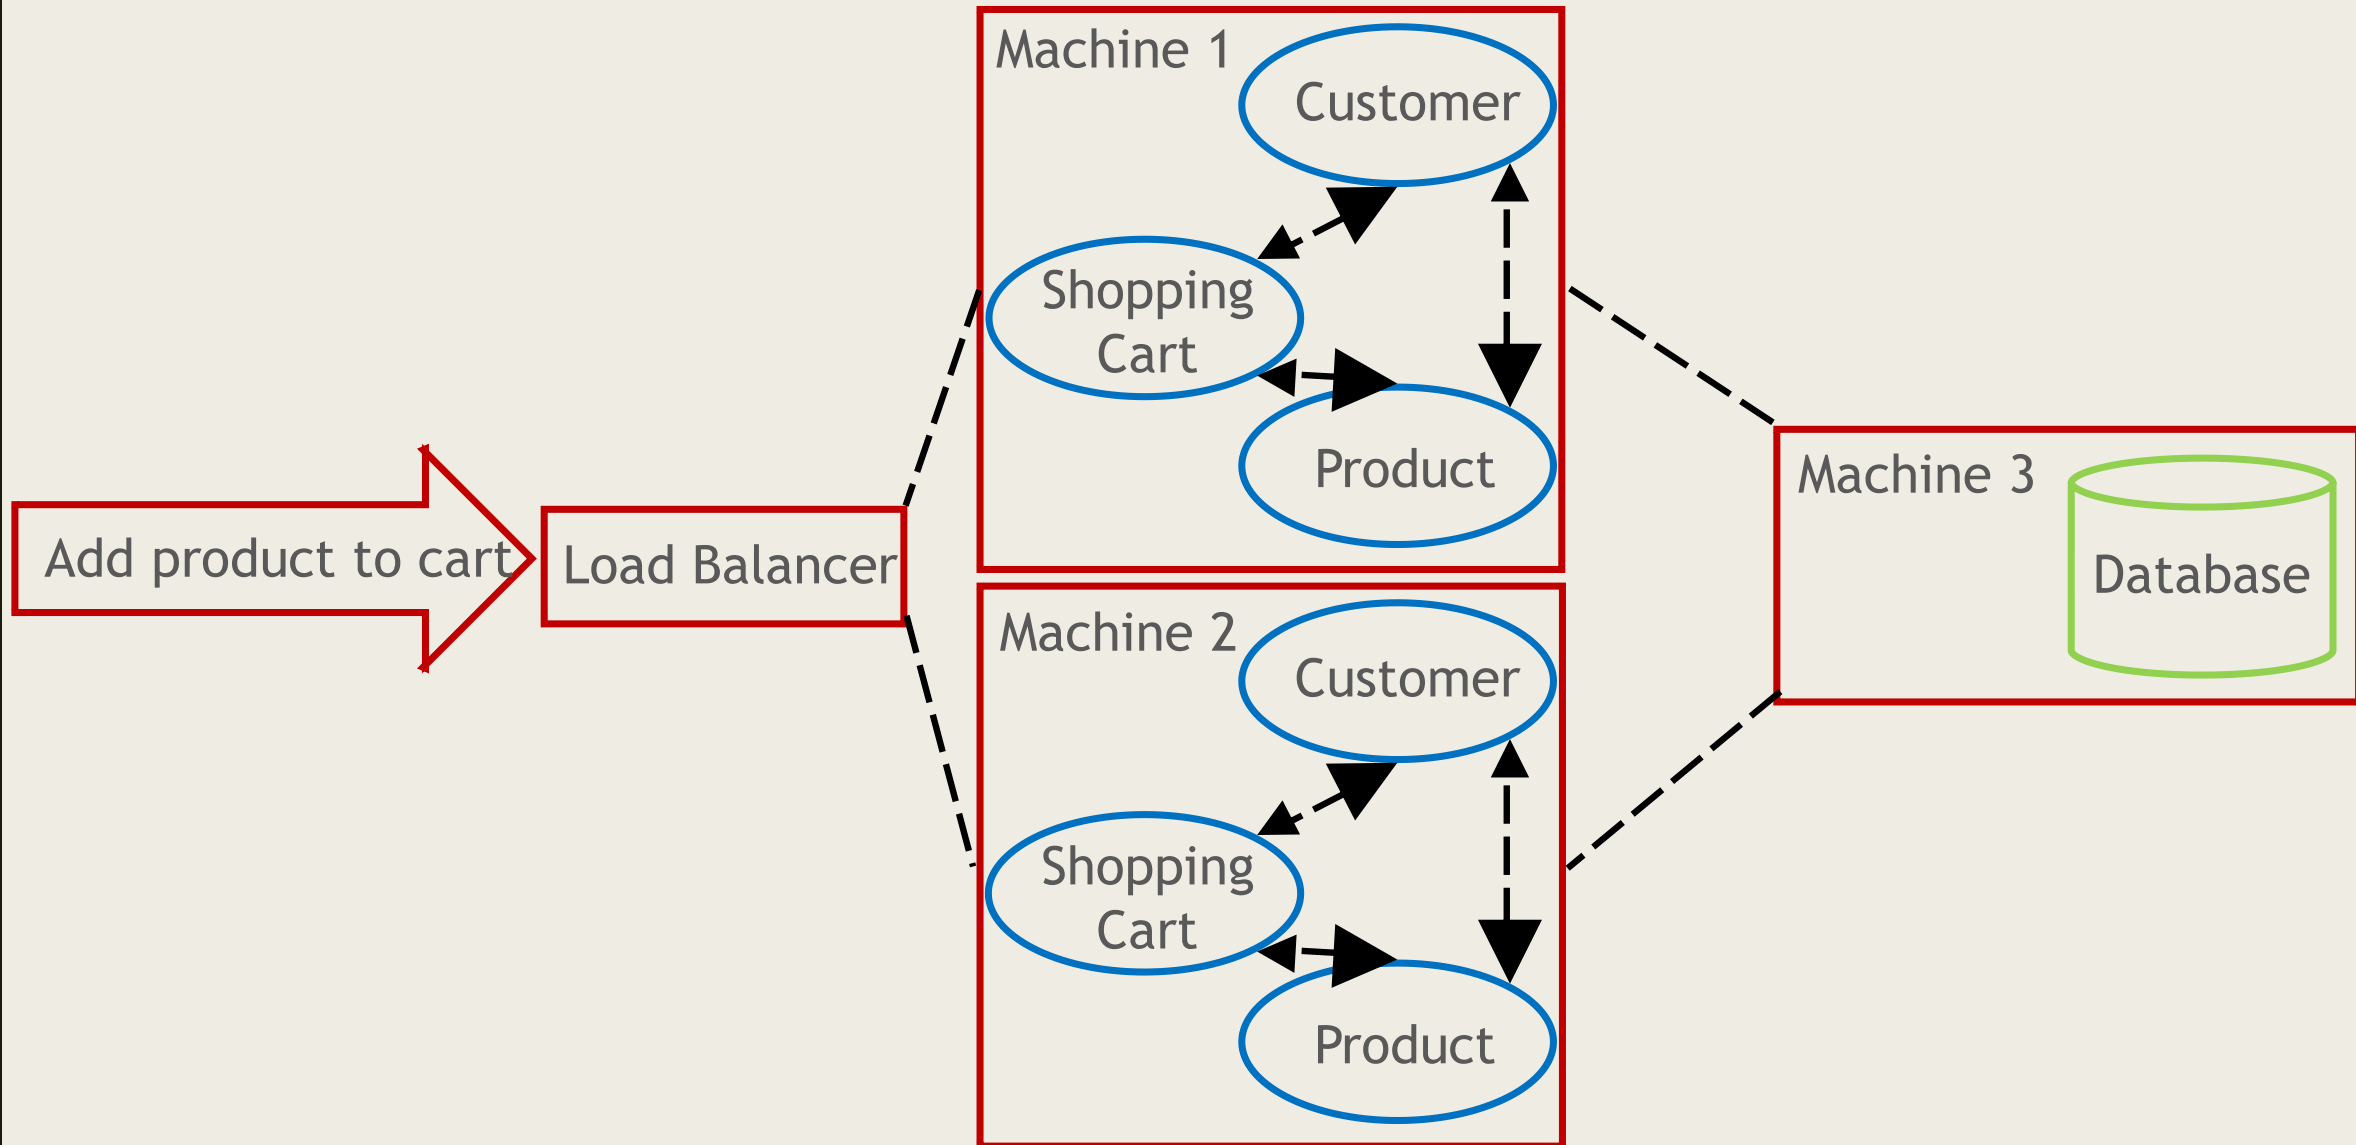 Add product to cart
Load Balancer
Machine 1
Customer
Shopping
Cart
Product
Machine 2
Customer
Shopping
Cart
Product
Machine 3
Database